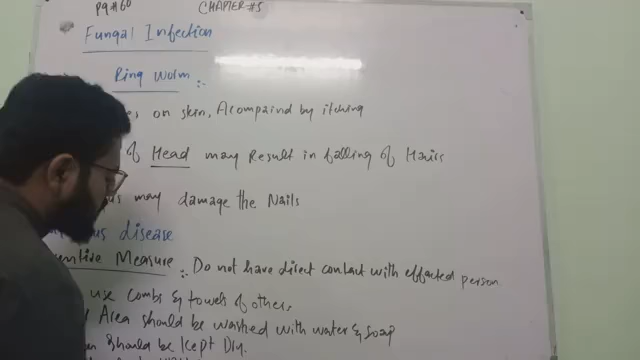 Pg#60 CHAPTER#5
Fungal Infection
Ring worm :.
on skin, Acompaind by itching
of Head may Result in falling of Hairs
may damage the Nails
disease
Measure :. Do not have direct contact with effected person
use Combs & towels of others.
Area should be washed with water & Soap
should be Kept Dry.